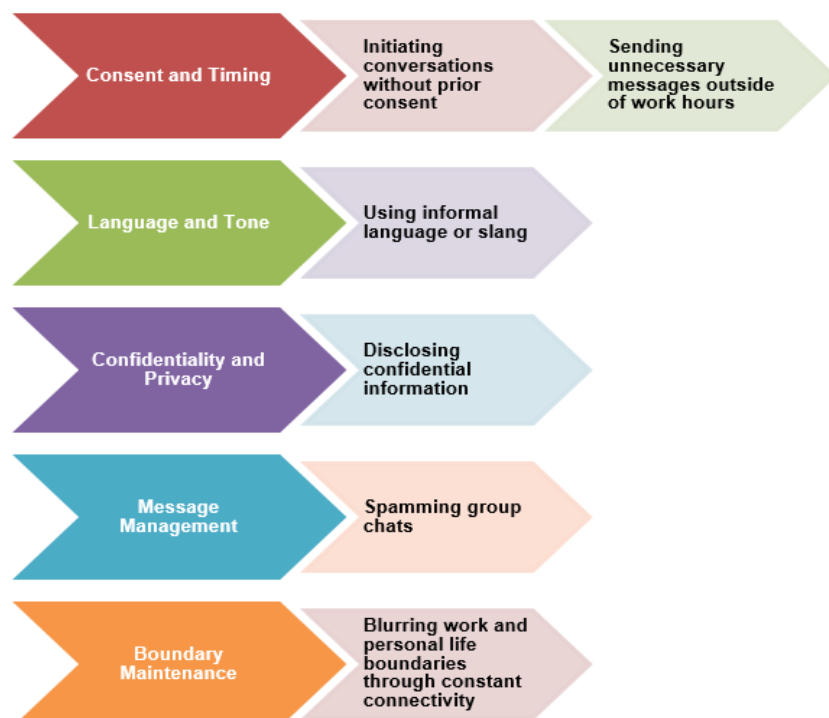 Consent and Timing
Initiating
conversations
without prior
consent
Sending
unnecessary
messages outside
of work hours
Language and Tone
Using informal
language or slang
Confidentiality and
Privacy
Disclosing
confidential
information
Message
Management
Spamming group
chats
Boundary
Maintenance
Blurring work and
personal life
boundaries
through constant
connectivity